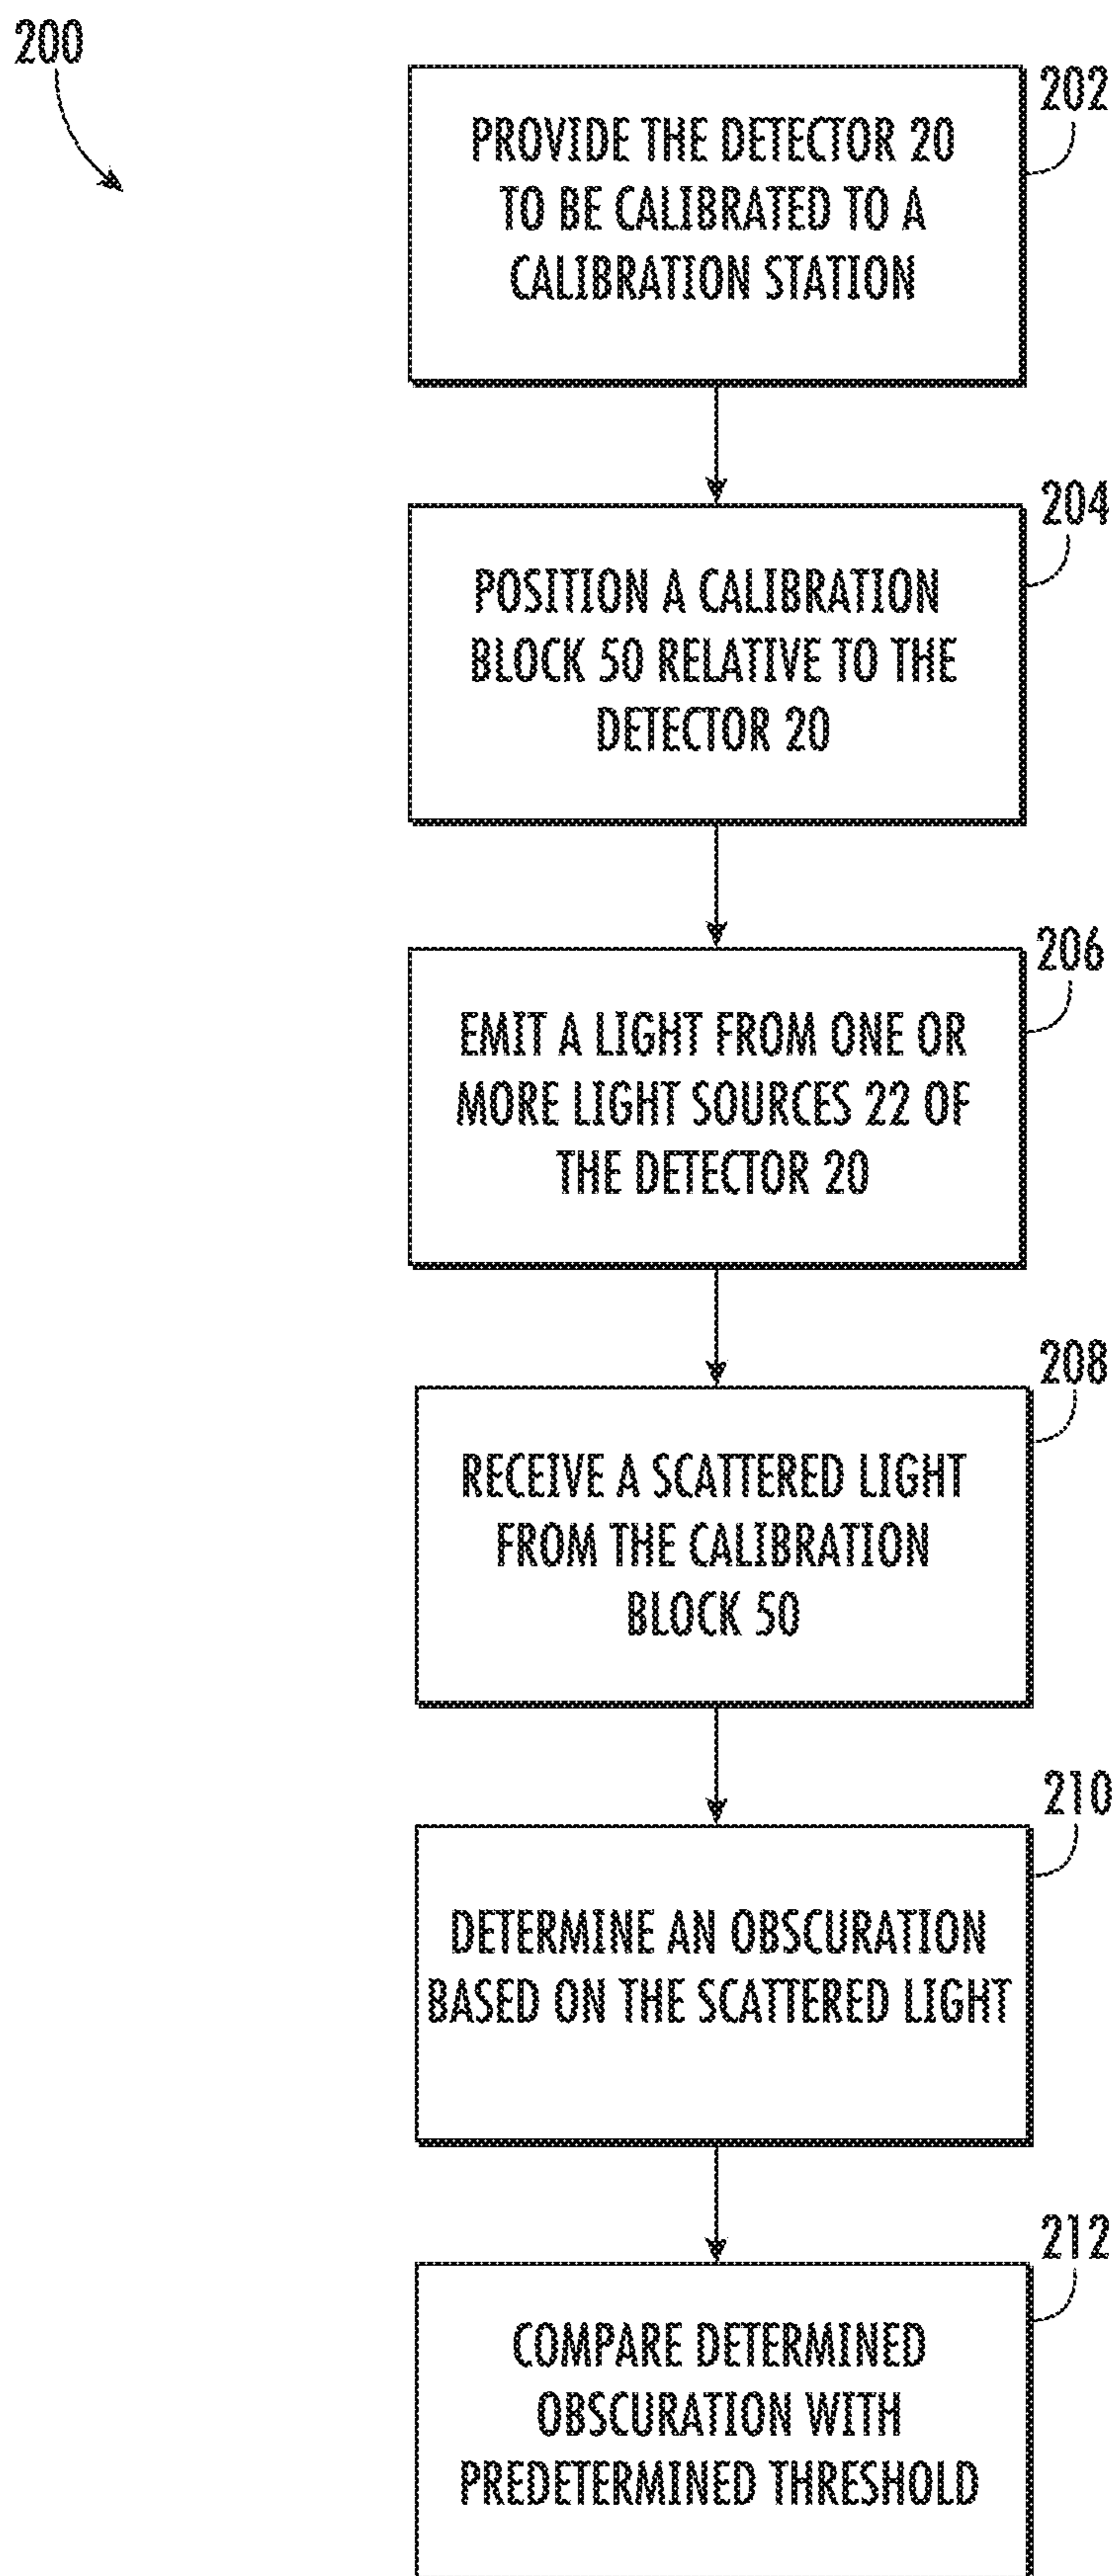 200
202
PROVIDE THE DETECTOR 20
TO BE CALIBRATED TO A
CALIBRATION STATION
204
POSITION A CALIBRATION
BLOCK 50 RELATIVE TO THE
DETECTOR 20
206
EMIT A LIGHT FROM ONE OR
MORE LIGHT SOURCES 22 OF
THE DETECTOR 20
208
RECEIVE A SCATTERED LIGHT
FROM THE CALIBRATION
BLOCK 50
210
DETERMINE AN OBSCURATION
BASED ON THE SCATTERED LIGHT
212
COMPARE DETERMINED
OBSCURATION WITH
PREDETERMINED THRESHOLD